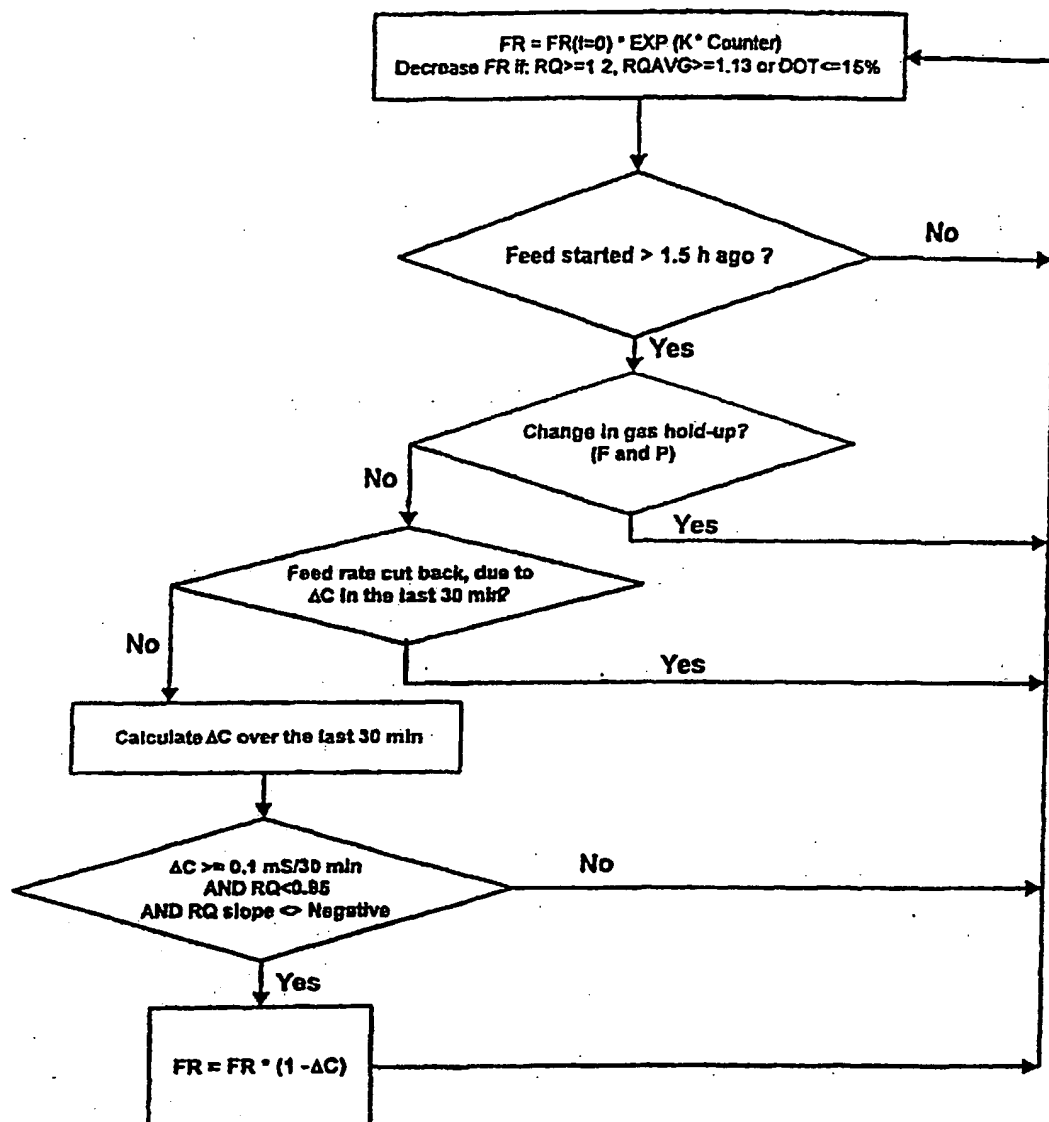 FR = FR(t=0) * EXP (K* Counter)
Decrease FR if: RQ>=1 2, RQAVG>=1.13 or DOT<=15%
Feed started > 1.5 h ago ?
No
Yes
Change in gas hold-up?
(F and P)
No
Yes
Feed rate cut back, due to
ΔC in the last 30 min?
No
Yes
Calculate ΔC over the last 30 min
ΔC >= 0.1 mS/30 min
AND RQ<0.95
AND RQ slope <> Negative
No
Yes
FR = FR * (1 -ΔC)